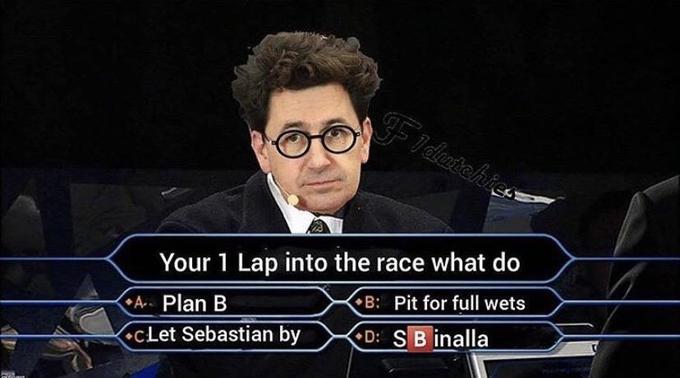 F1dutchies
Your 1 Lap into the race what do
A: Plan B
B: Pit for full wets
C: Let Sebastian by
D: S B inalla